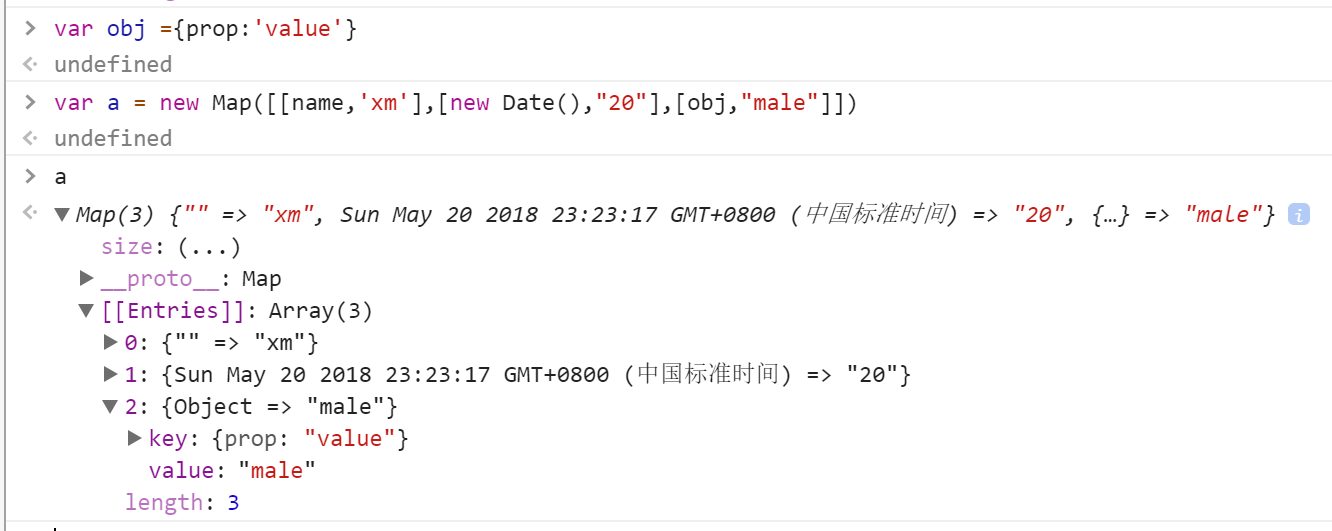 > var obj ={prop:'value'}
undefined
> var a = new Map([[name,'xm'],[new Date(),"20"],[obj,"male"]])
undefined
> a
Map(3) {"" => "xm", Sun May 20 2018 23:23:17 GMT+0800 (中国标准时间) => "20", {…} => "male"} i
size: (...)
__proto__: Map
[[Entries]]: Array(3)
0: {"" => "xm"}
1: {Sun May 20 2018 23:23:17 GMT+0800 (中国标准时间) => "20"}
2: {Object => "male"}
key: {prop: "value"}
value: "male"
length: 3